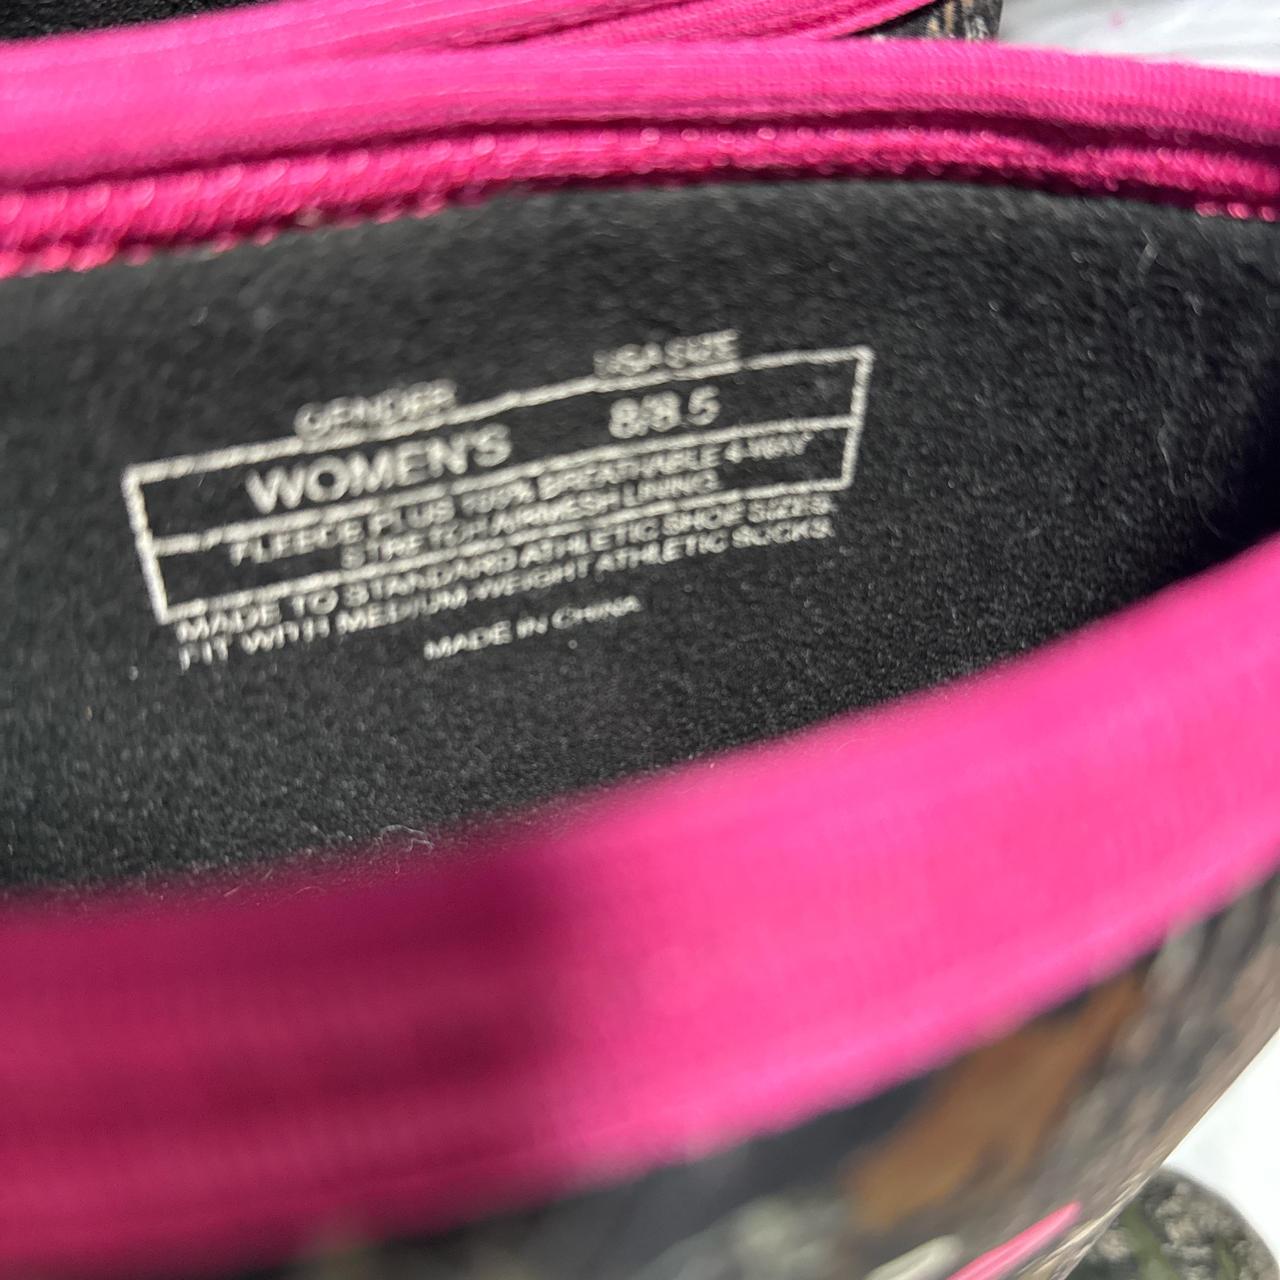 GENDER USA SIZE
WOMEN'S 8/8.5
FLEECE PLUS 100% BREATHABLE 4-WAY
STRETCH AIRMESH LINING.
MADE TO STANDARD ATHLETIC SHOE SIZES.
FIT WITH MEDIUM-WEIGHT ATHLETIC SOCKS.
MADE IN CHINA